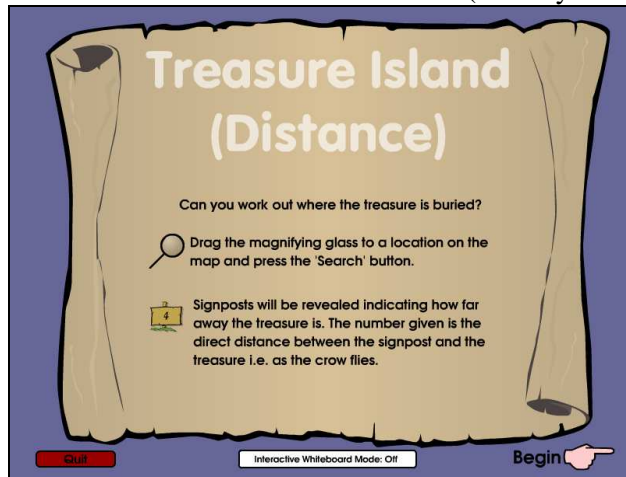 Treasure Island
(Distance)
Can you work out where the treasure is buried?
Drag the magnifying glass to a location on the
map and press the 'Search' button.
4
Signposts will be revealed indicating how far
away the treasure is. The number given is the
direct distance between the signpost and the
treasure i.e. as the crow flies.
Quit
Interactive Whiteboard Mode: Off
Begin